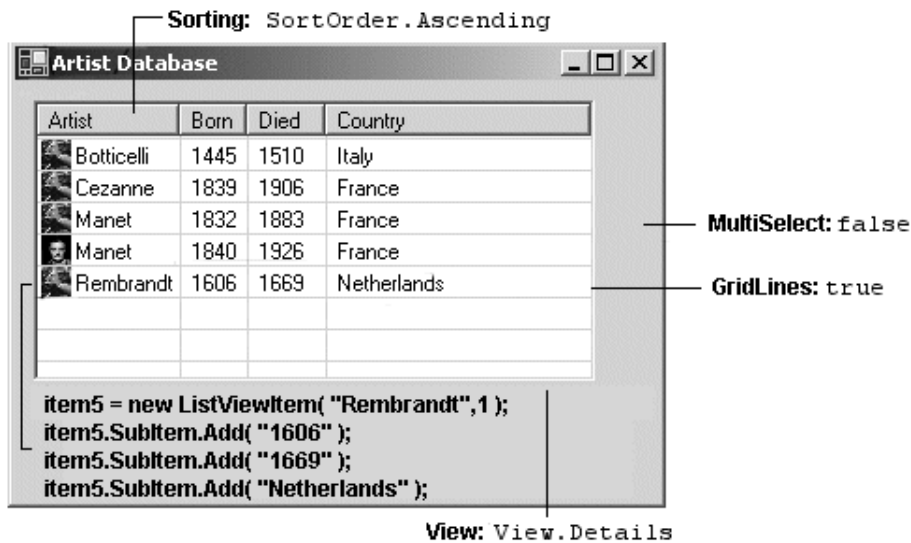 Sorting: SortOrder.Ascending
Artist Database
Artist Born Died Country
Botticelli 1445 1510 Italy
Cezanne 1839 1906 France
Manet 1832 1883 France
Manet 1840 1926 France
Rembrandt 1606 1669 Netherlands
MultiSelect: false
GridLines: true
item5 = new ListViewItem( "Rembrandt",1 );
item5.SubItem.Add( "1606" );
item5.SubItem.Add( "1669" );
item5.SubItem.Add( "Netherlands" );
View: View.Details